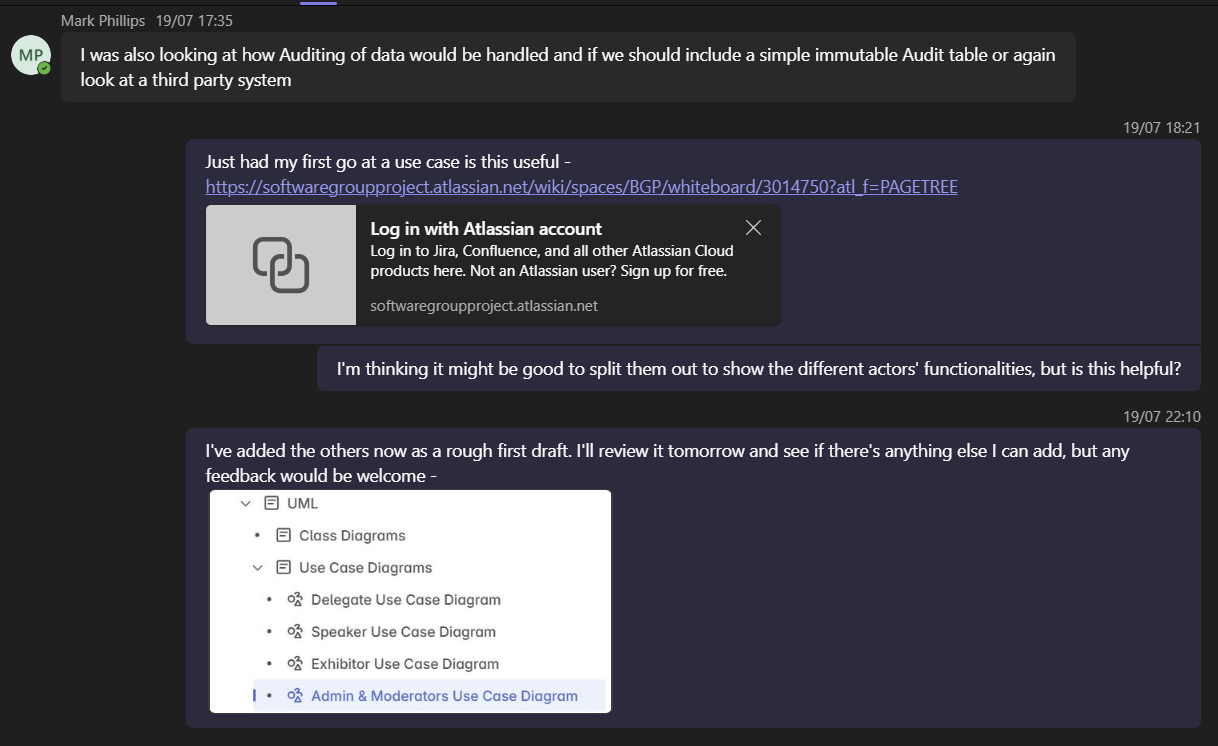 Mark Phillips 19/07 17:35
MP
I was also looking at how Auditing of data would be handled and if we should include a simple immutable Audit table or again
look at a third party system
19/07 18:21
Just had my first go at a use case is this useful -
https://softwaregroupproject.atlassian.net/wiki/spaces/BGP/whiteboard/3014750?atl_f=PAGETREE
Log in with Atlassian account
Log in to Jira, Confluence, and all other Atlassian Cloud
products here. Not an Atlassian user? Sign up for free.
softwaregroupproject.atlassian.net
I'm thinking it might be good to split them out to show the different actors' functionalities, but is this helpful?
19/07 22:10
I've added the others now as a rough first draft. I'll review it tomorrow and see if there's anything else I can add, but any
feedback would be welcome -
UML
Class Diagrams
Use Case Diagrams
Delegate Use Case Diagram
Speaker Use Case Diagram
Exhibitor Use Case Diagram
Admin & Moderators Use Case Diagram